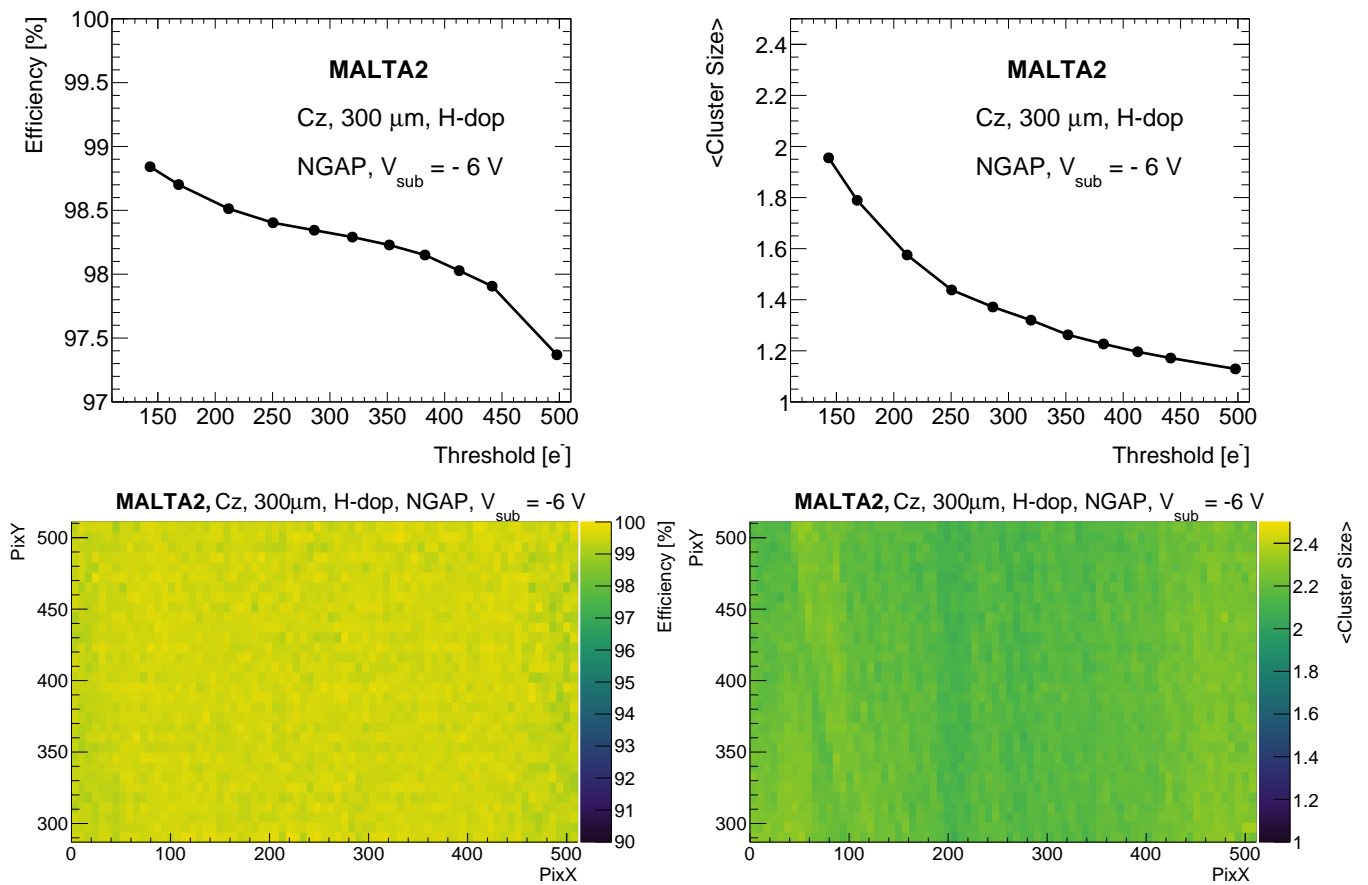 Efficiency [%]
100
99.5
99
98.5
98
97.5
97
MALTA2
Cz, 300 μm, H-dop
NGAP, V_sub = - 6 V
150 200 250 300 350 400 450 500
Threshold [e⁻]
<Cluster Size>
2.4
2.2
2
1.8
1.6
1.4
1.2
1
MALTA2
Cz, 300 μm, H-dop
NGAP, V_sub = - 6 V
150 200 250 300 350 400 450 500
Threshold [e⁻]
MALTA2, Cz, 300μm, H-dop, NGAP, V_sub = -6 V
PixY
500
450
400
350
300
0 100 200 300 400 500
PixX
100
99
98
97
96
95
94
93
92
91
90
Efficiency [%]
MALTA2, Cz, 300μm, H-dop, NGAP, V_sub = -6 V
PixY
500
450
400
350
300
0 100 200 300 400 500
PixX
2.4
2.2
2
1.8
1.6
1.4
1.2
1
<Cluster Size>